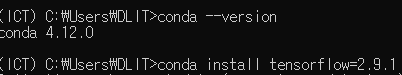 (ICT) C:₩Users₩DLIT>conda --version
conda 4.12.0
(ICT) C:₩Users₩DLIT>conda install tensorflow=2.9.1